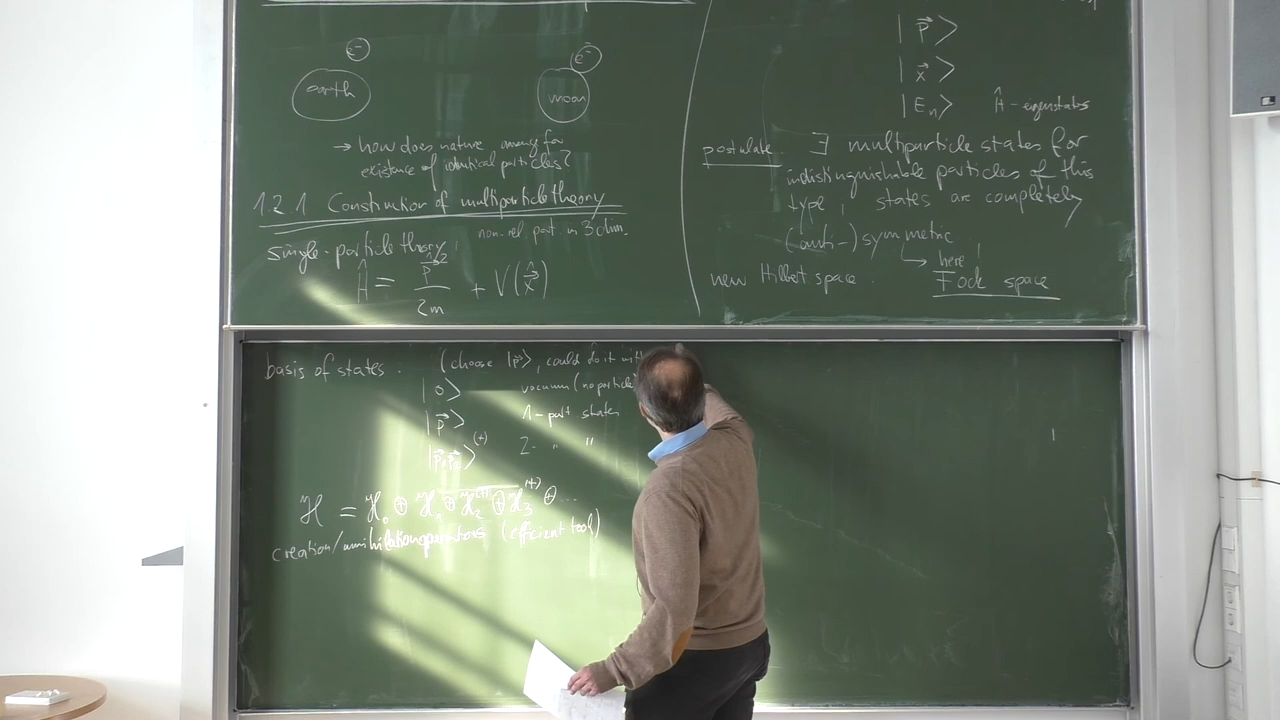 e⁻
earth
e⁻
moon
→ how does nature arrange for
existence of identical particles?
1.2.1 Construction of multiparticle theory
single-particle theory, non-rel. part. in 3 dim.
Ĥ = p̂⃗²/2m + V(x̂⃗)
|p⃗>
|x⃗>
|Eₙ> Ĥ-eigenstates
postulate. ∃ multiparticle states for
indistinguishable particles of this
type, states are completely
(anti-)symmetric
↳ here!
new Hilbert space. Fock space
basis of states. (choose |p⃗>, could do it with
|0> vacuum (no particle
|p⃗> 1-part states
|p⃗₁p⃗₂>⁽⁺⁾ 2- " "
ℋ = ℋ₀ ⊕ ℋ₁ ⊕ ℋ₂⁽⁺⁾ ⊕ ℋ₃⁽⁺⁾ ⊕ ...
creation/annihilation operators (efficient tool)